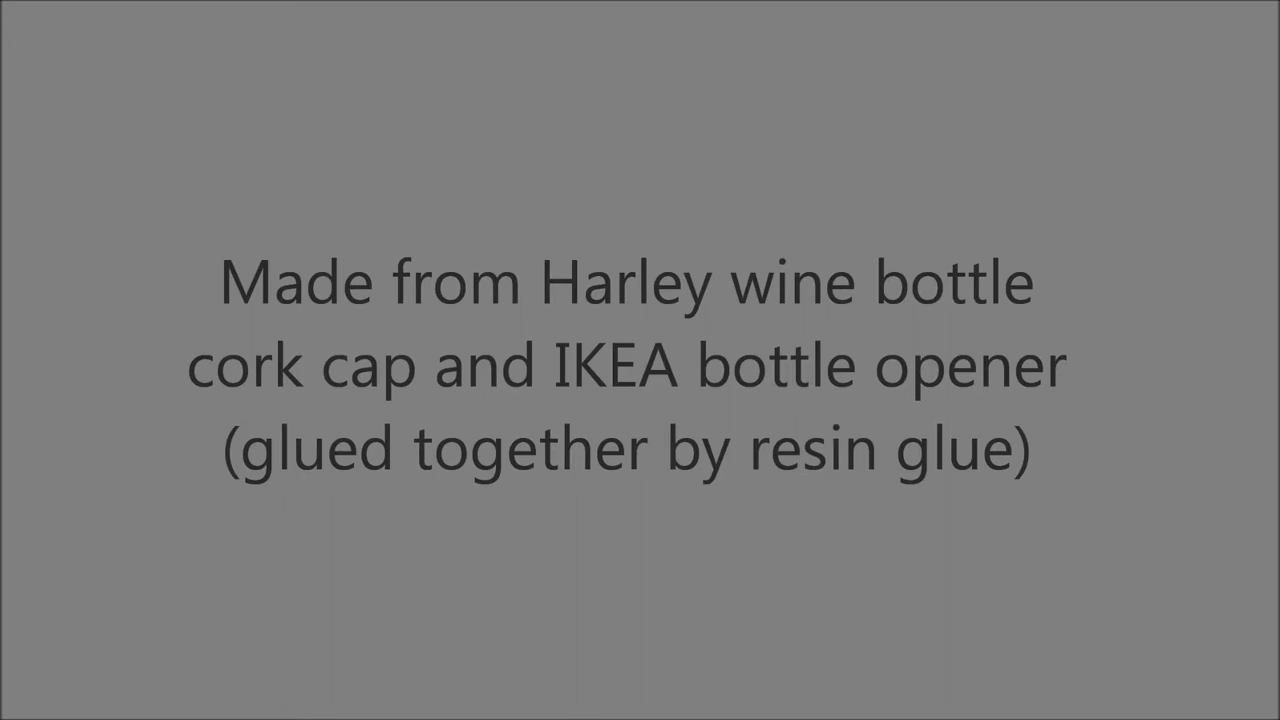 Made from Harley wine bottle
cork cap and IKEA bottle opener
(glued together by resin glue)